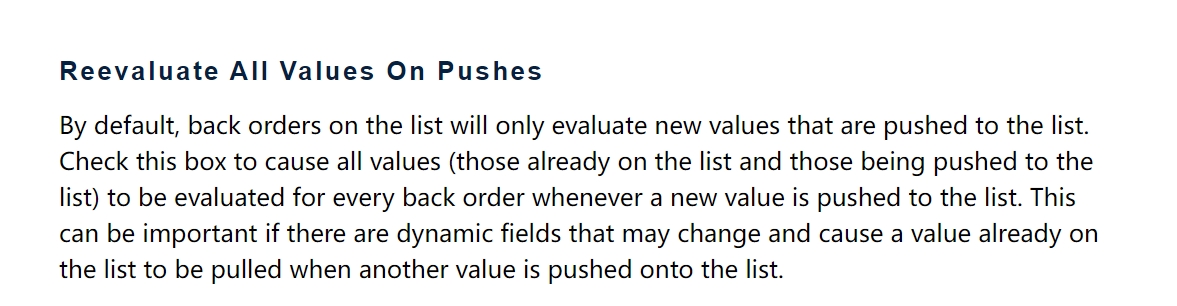 Reevaluate All Values On Pushes
By default, back orders on the list will only evaluate new values that are pushed to the list.
Check this box to cause all values (those already on the list and those being pushed to the
list) to be evaluated for every back order whenever a new value is pushed to the list. This
can be important if there are dynamic fields that may change and cause a value already on
the list to be pulled when another value is pushed onto the list.